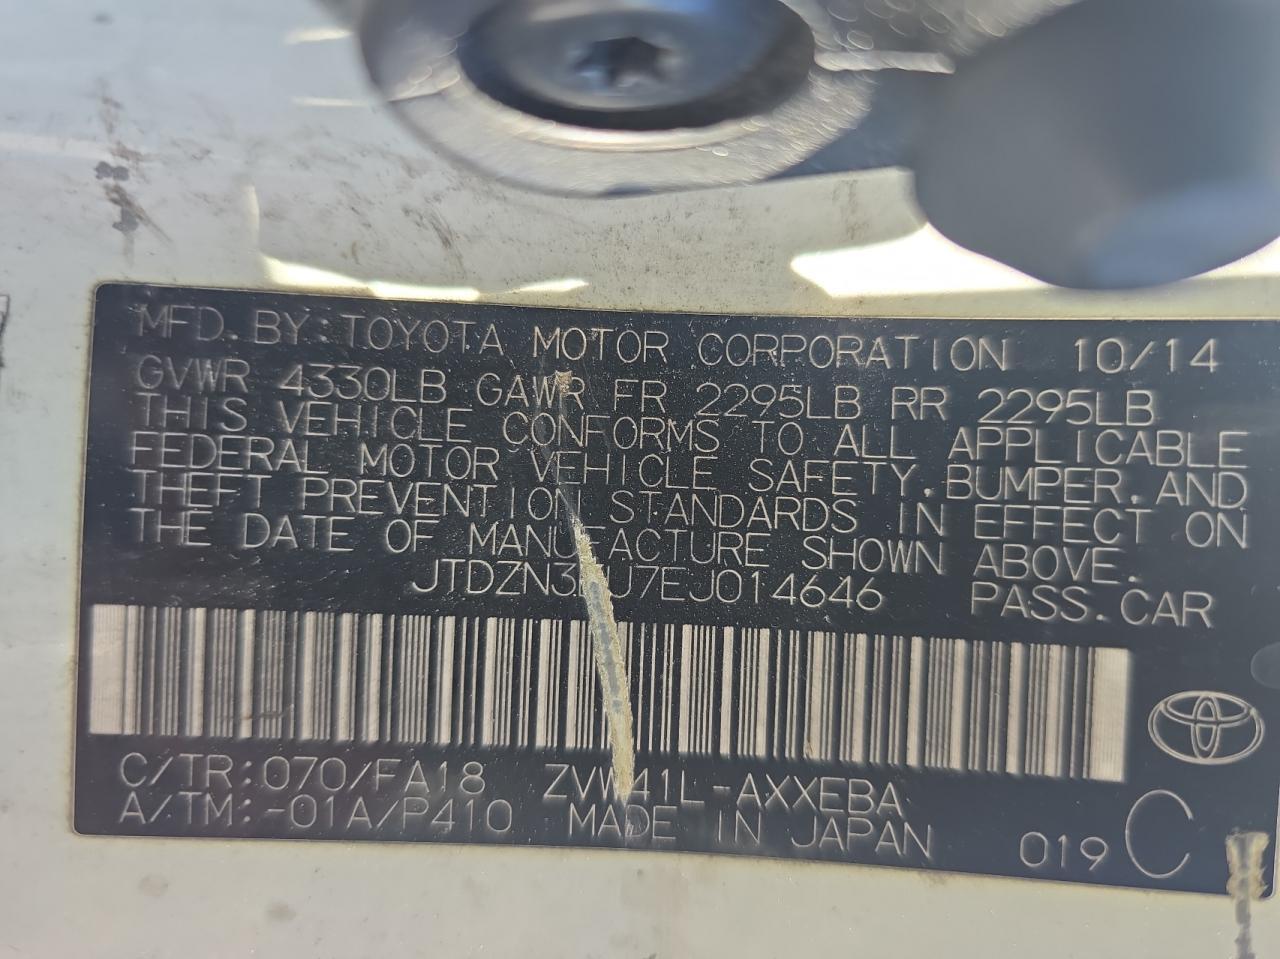 MFD. BY: TOYOTA MOTOR CORPORATION 10/14
GVWR 4330LB GAWR FR 2295LB RR 2295LB
THIS VEHICLE CONFORMS TO ALL APPLICABLE
FEDERAL MOTOR VEHICLE SAFETY, BUMPER, AND
THEFT PREVENTION STANDARDS IN EFFECT ON
THE DATE OF MANUFACTURE SHOWN ABOVE.
PASS. CAR
C/TR: 070/FA18 ZVW41L-AXXEBA
A/TM: -01A/P410 MADE IN JAPAN 019 C